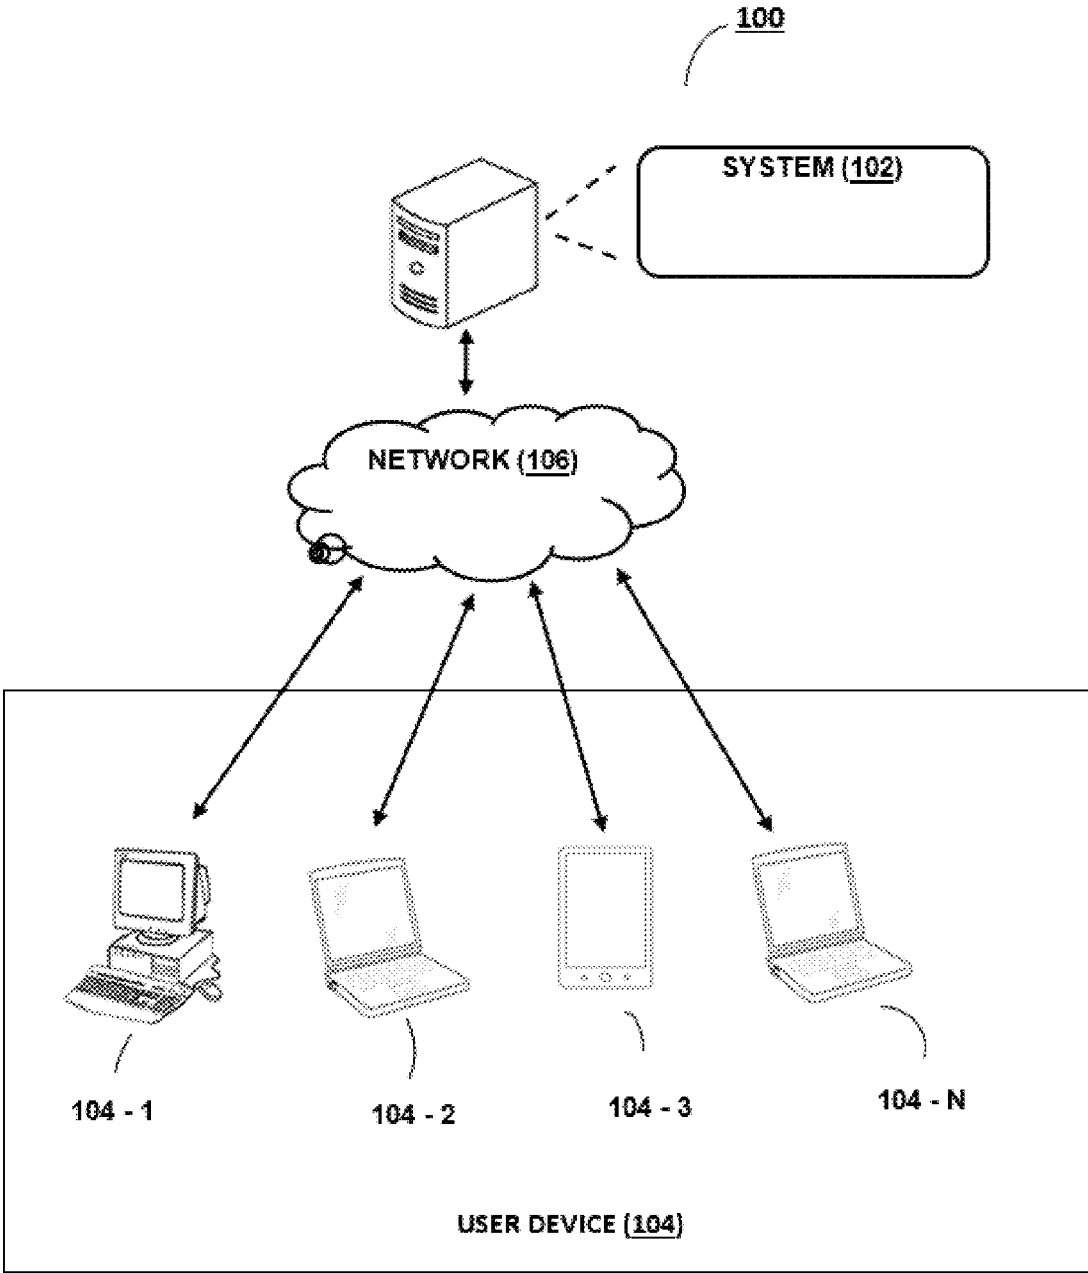 100
SYSTEM (102)
NETWORK (106)
104 - 1
104 - 2
104 - 3
104 - N
USER DEVICE (104)